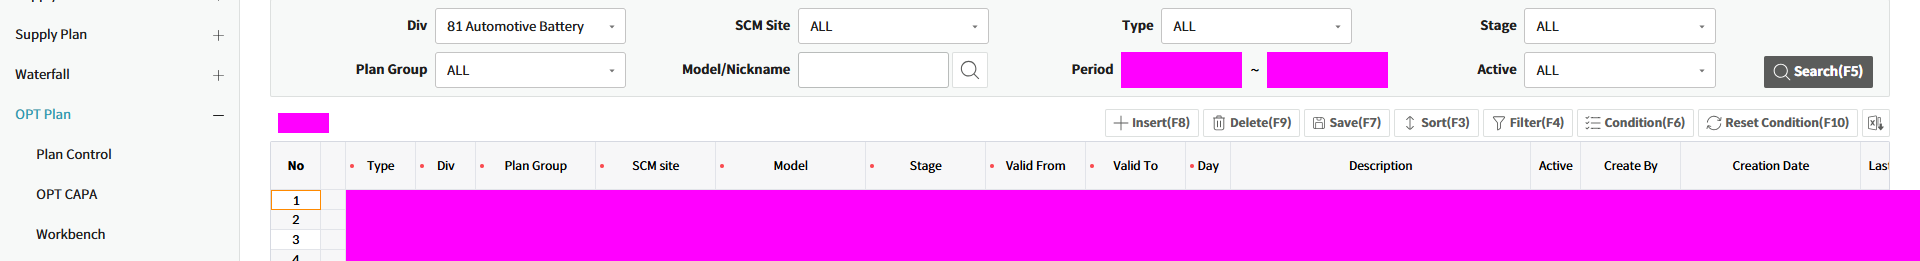 Div 81 Automotive Battery SCM Site ALL Type ALL Stage ALL
Supply Plan
Plan Group ALL Model/Nickname Period ~ Active ALL Search(F5)
Waterfall
OPT Plan
Insert(F8) Delete(F9) Save(F7) Sort(F3) Filter(F4) Condition(F6) Reset Condition(F10)
Plan Control
No Type Div Plan Group SCM site Model Stage Valid From Valid To Day Description Active Create By Creation Date Last
OPT CAPA
1
2
Workbench
3
4